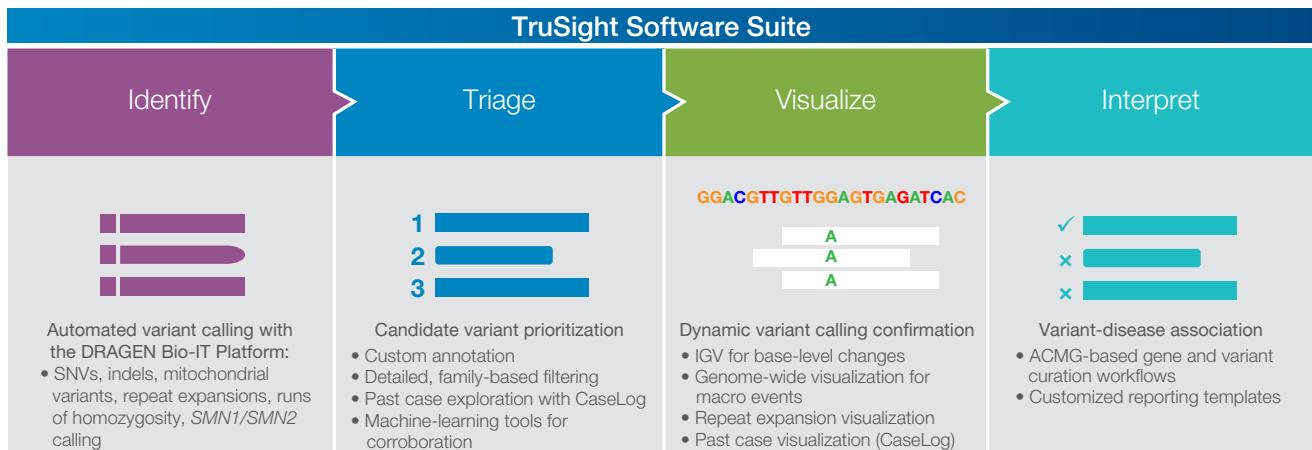 TruSight Software Suite
Identify
Triage
Visualize
Interpret
1
2
3
GGACGTTGTTGGAGTGAGATCAC
A
A
A
✓
×
×
Automated variant calling with
the DRAGEN Bio-IT Platform:
• SNVs, indels, mitochondrial
variants, repeat expansions, runs
of homozygosity, SMN1/SMN2
calling
Candidate variant prioritization
• Custom annotation
• Detailed, family-based filtering
• Past case exploration with CaseLog
• Machine-learning tools for
corroboration
Dynamic variant calling confirmation
• IGV for base-level changes
• Genome-wide visualization for
macro events
• Repeat expansion visualization
• Past case visualization (CaseLog)
Variant-disease association
• ACMG-based gene and variant
curation workflows
• Customized reporting templates